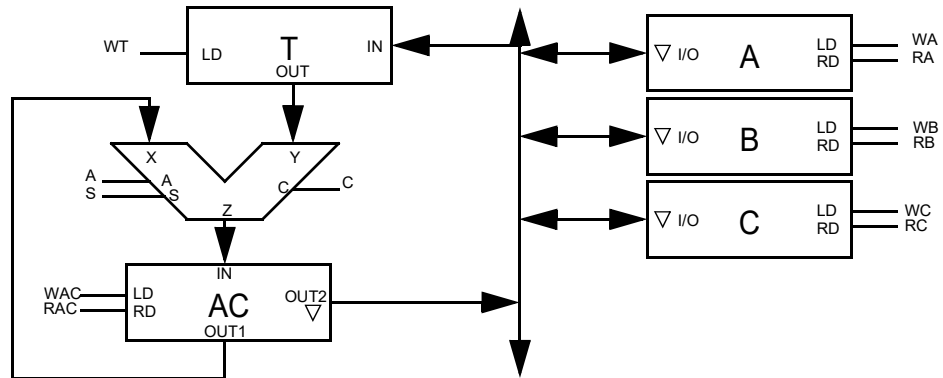 WT
LD
T
IN
OUT
I/O
A
LD
RD
WA
RA
I/O
B
LD
RD
WB
RB
X
Y
A
S
A
S
C
C
Z
I/O
C
LD
RD
WC
RC
IN
WAC
RAC
LD
RD
AC
OUT2
OUT1